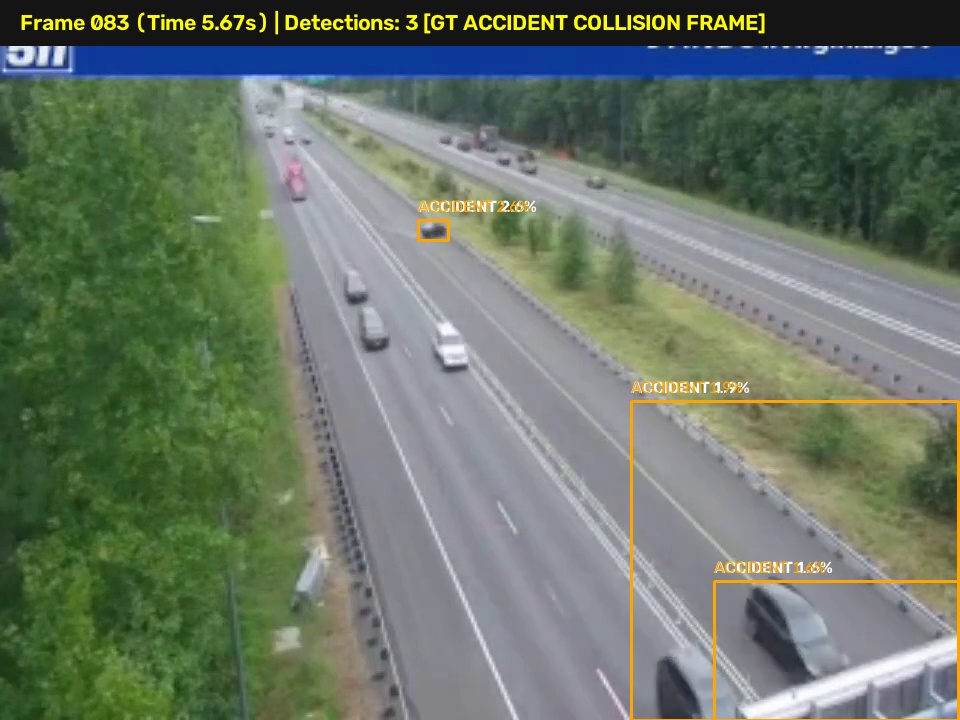 Frame 083 (Time 5.67s) | Detections: 3 [GT ACCIDENT COLLISION FRAME]
511
ACCIDENT 2.6%
ACCIDENT 1.9%
ACCIDENT 1.6%